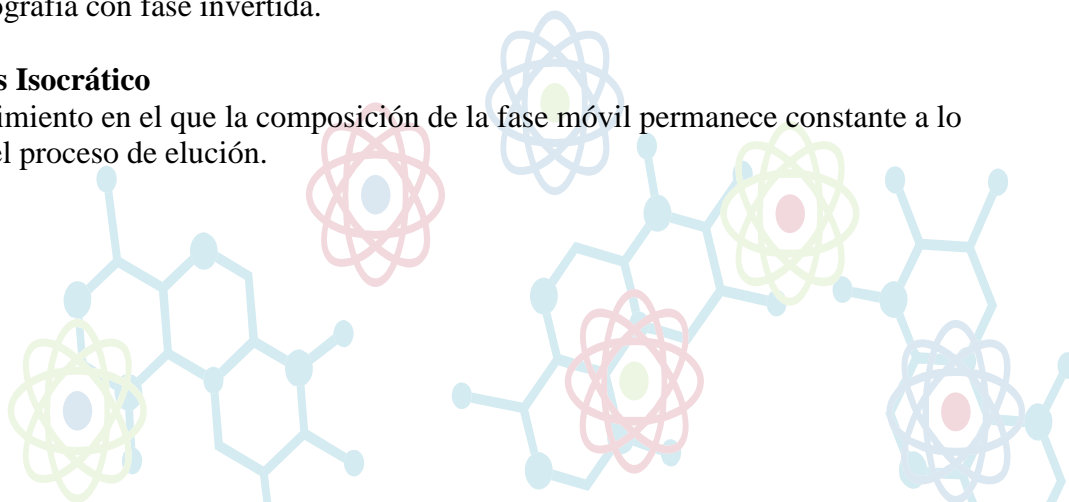 ografía con fase invertida.
s Isocrático
imiento en el que la composición de la fase móvil permanece constante a lo
el proceso de elución.